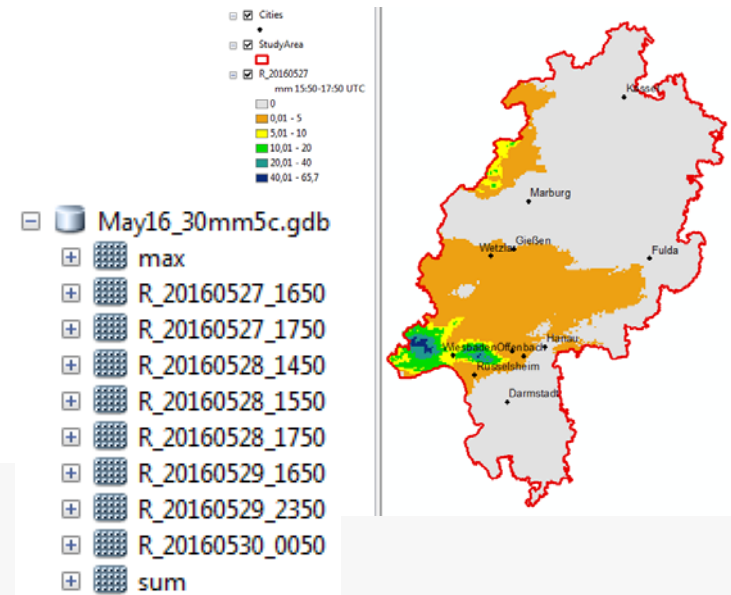 Cities
StudyArea
R_20160527
mm 15:50-17:50 UTC
0
0,01 - 5
5,01 - 10
10,01 - 20
20,01 - 40
40,01 - 65,7
May16_30mm5c.gdb
max
R_20160527_1650
R_20160527_1750
R_20160528_1450
R_20160528_1550
R_20160528_1750
R_20160529_1650
R_20160529_2350
R_20160530_0050
sum
Kassel
Marburg
Wetzlar Gießen
Fulda
Hanau
Wiesbaden Offenbach
Rüsselsheim
Darmstadt